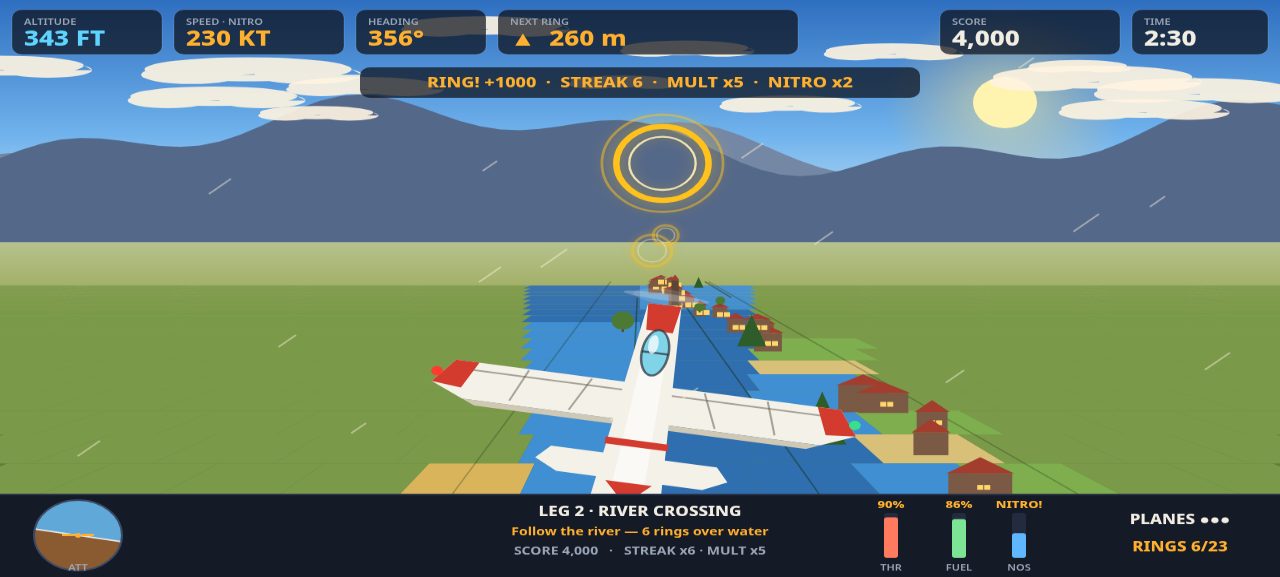 ALTITUDE
343 FT
SPEED · NITRO
230 KT
HEADING
356°
NEXT RING
▲ 260 m
SCORE
4,000
TIME
2:30
RING! +1000 · STREAK 6 · MULT x5 · NITRO x2
LEG 2 · RIVER CROSSING
Follow the river — 6 rings over water
SCORE 4,000 · STREAK x6 · MULT x5
ATT
90%
THR
86%
FUEL
NITRO!
NOS
PLANES ●●●
RINGS 6/23